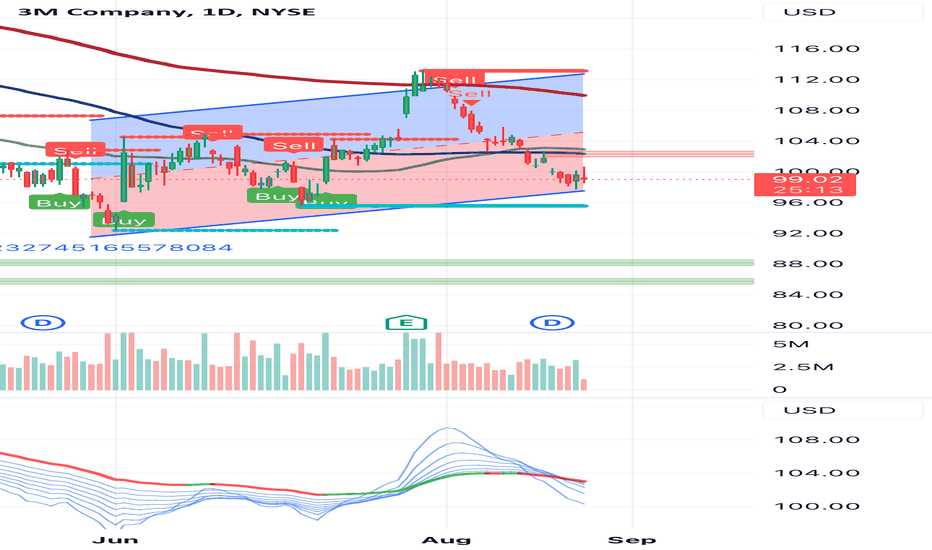 3M Company, 1D, NYSE
USD
116.00
112.00
108.00
104.00
100.00
99.02
25:13
96.00
92.00
88.00
84.00
80.00
Sell
Sell
Sell
Sell
Sell
Buy
Buy
Buy
Buy
232745165578084
D
E
D
5M
2.5M
0
USD
108.00
104.00
100.00
Jun
Aug
Sep